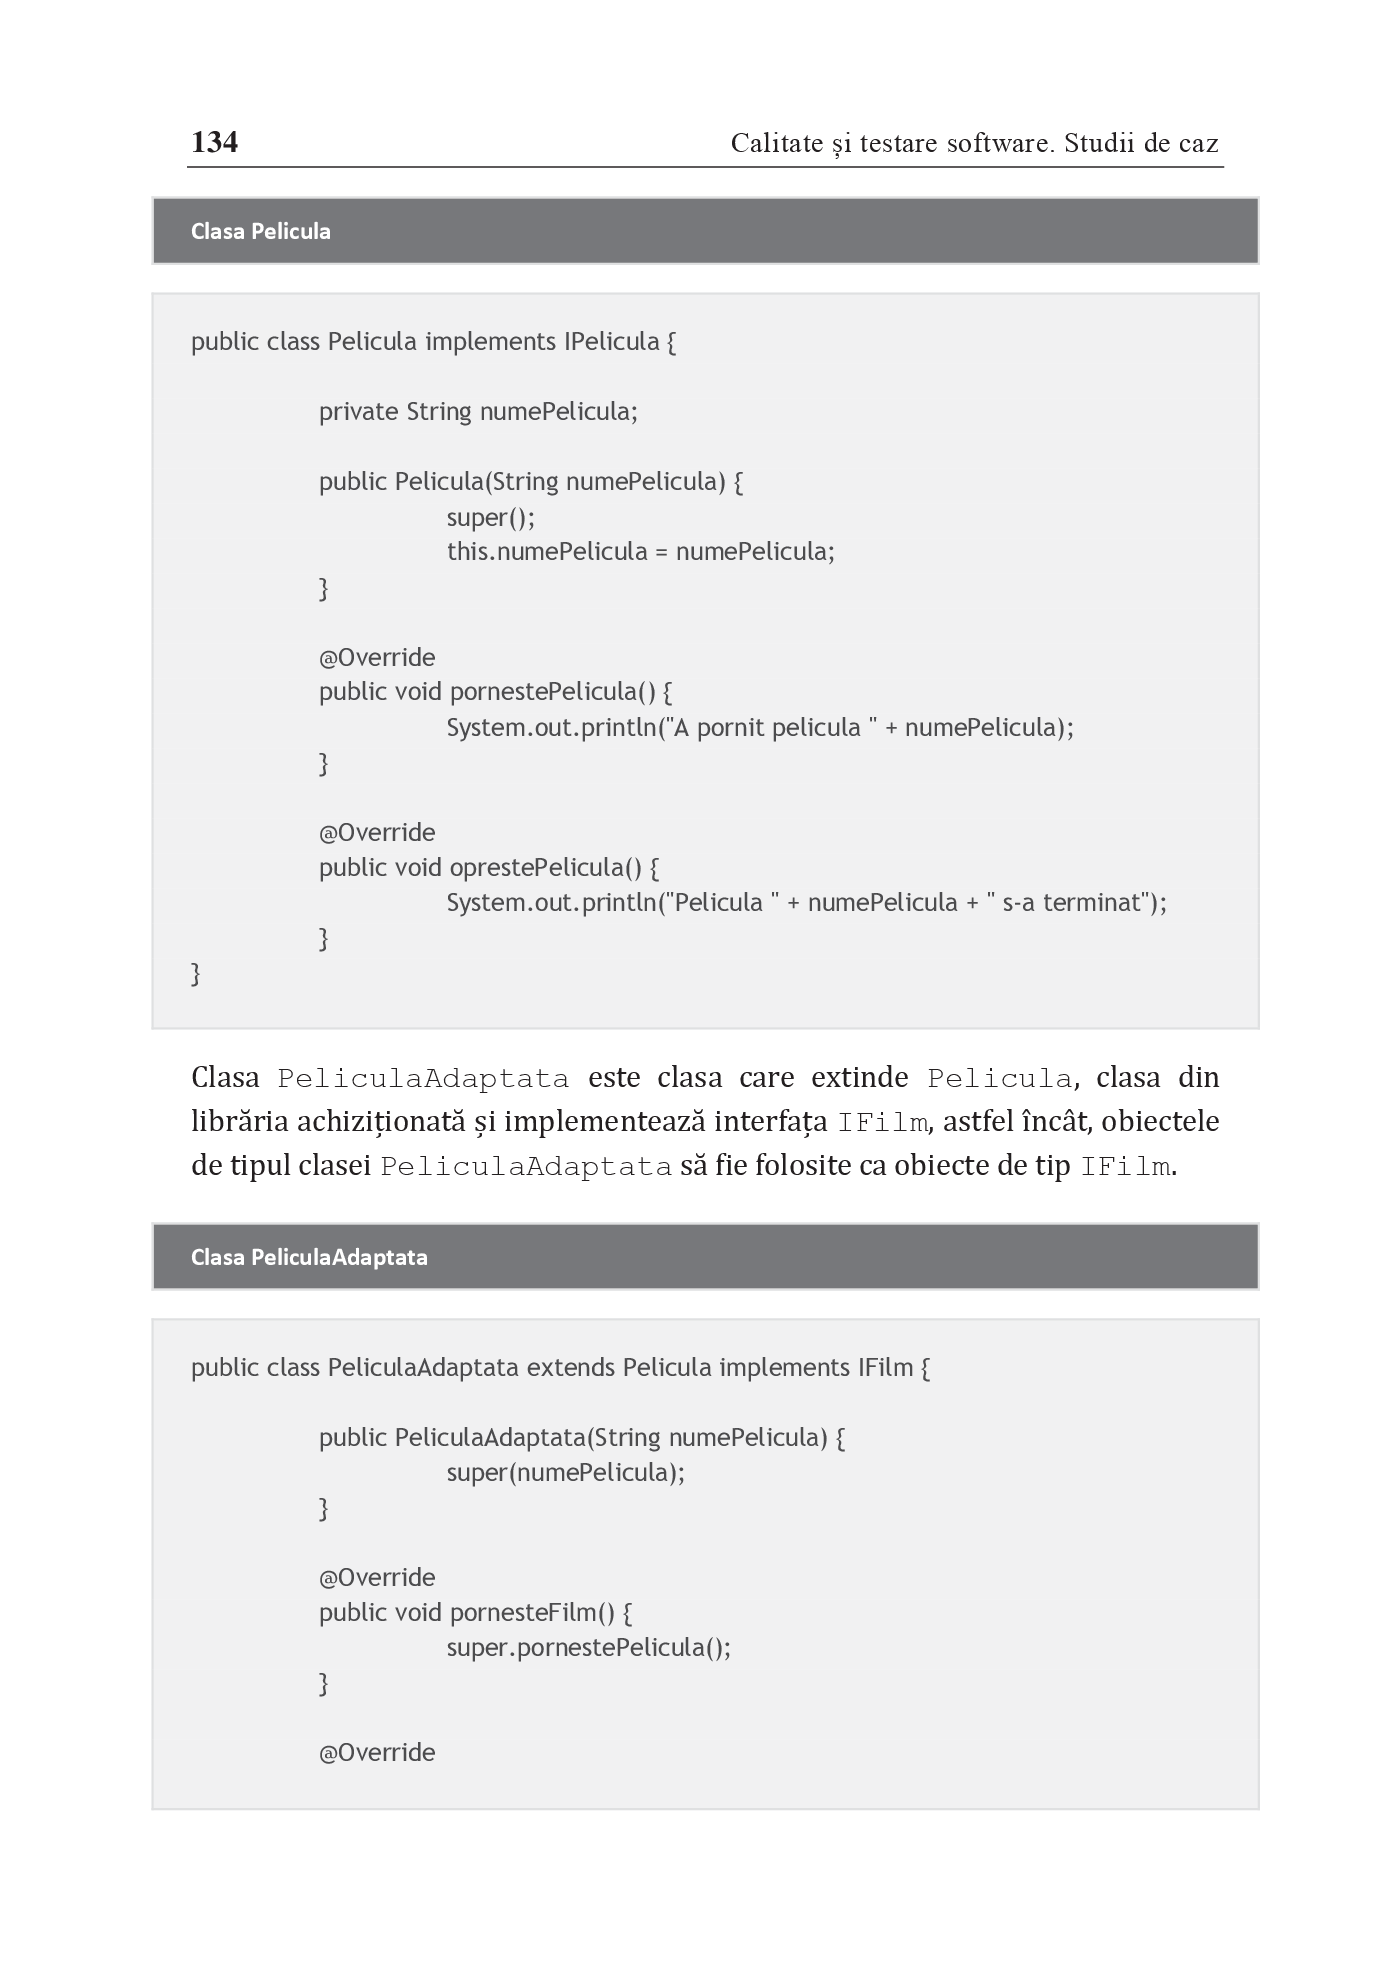 134 Calitate și testare software. Studii de caz
Clasa Pelicula
public class Pelicula implements IPelicula {
private String numePelicula;
public Pelicula(String numePelicula) {
super();
this.numePelicula = numePelicula;
}
@Override
public void pornestePelicula() {
System.out.println("A pornit pelicula " + numePelicula);
}
@Override
public void oprestePelicula() {
System.out.println("Pelicula " + numePelicula + " s-a terminat");
}
}
Clasa PeliculaAdaptata este clasa care extinde Pelicula, clasa din
librăria achiziționată și implementează interfața IFilm, astfel încât, obiectele
de tipul clasei PeliculaAdaptata să fie folosite ca obiecte de tip IFilm.
Clasa PeliculaAdaptata
public class PeliculaAdaptata extends Pelicula implements IFilm {
public PeliculaAdaptata(String numePelicula) {
super(numePelicula);
}
@Override
public void pornesteFilm() {
super.pornestePelicula();
}
@Override